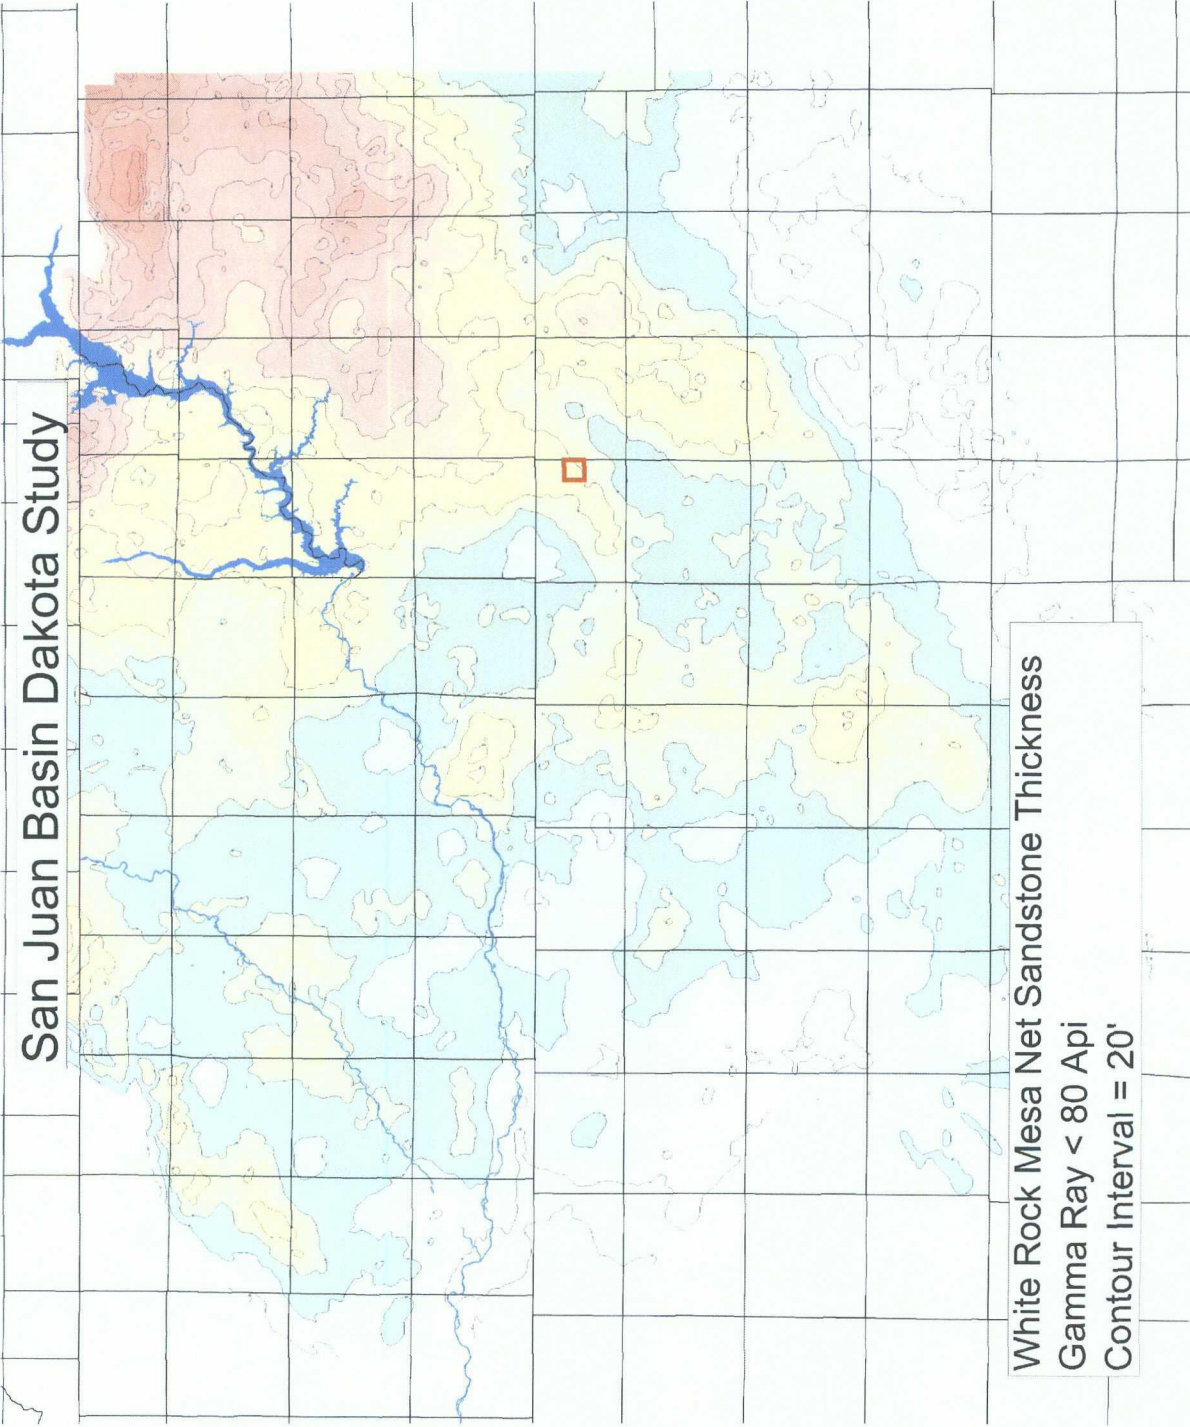 San Juan Basin Dakota Study
White Rock Mesa Net Sandstone Thickness
Gamma Ray < 80 Api
Contour Interval = 20'